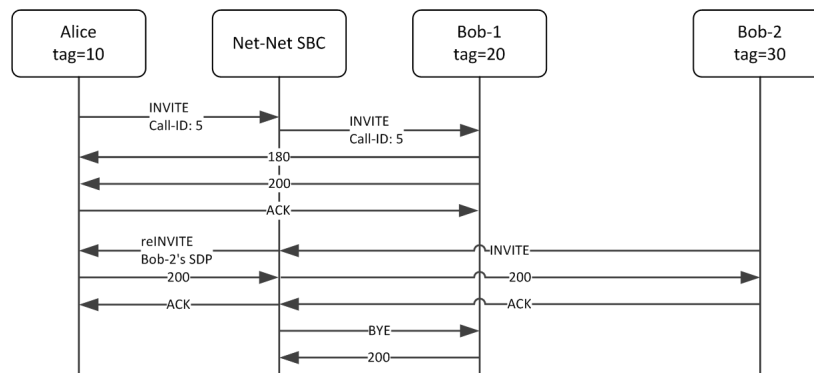 Alice
tag=10
Net-Net SBC
Bob-1
tag=20
Bob-2
tag=30
INVITE
Call-ID: 5
INVITE
Call-ID: 5
180
200
ACK
reINVITE
Bob-2's SDP
INVITE
200
200
ACK
ACK
BYE
200